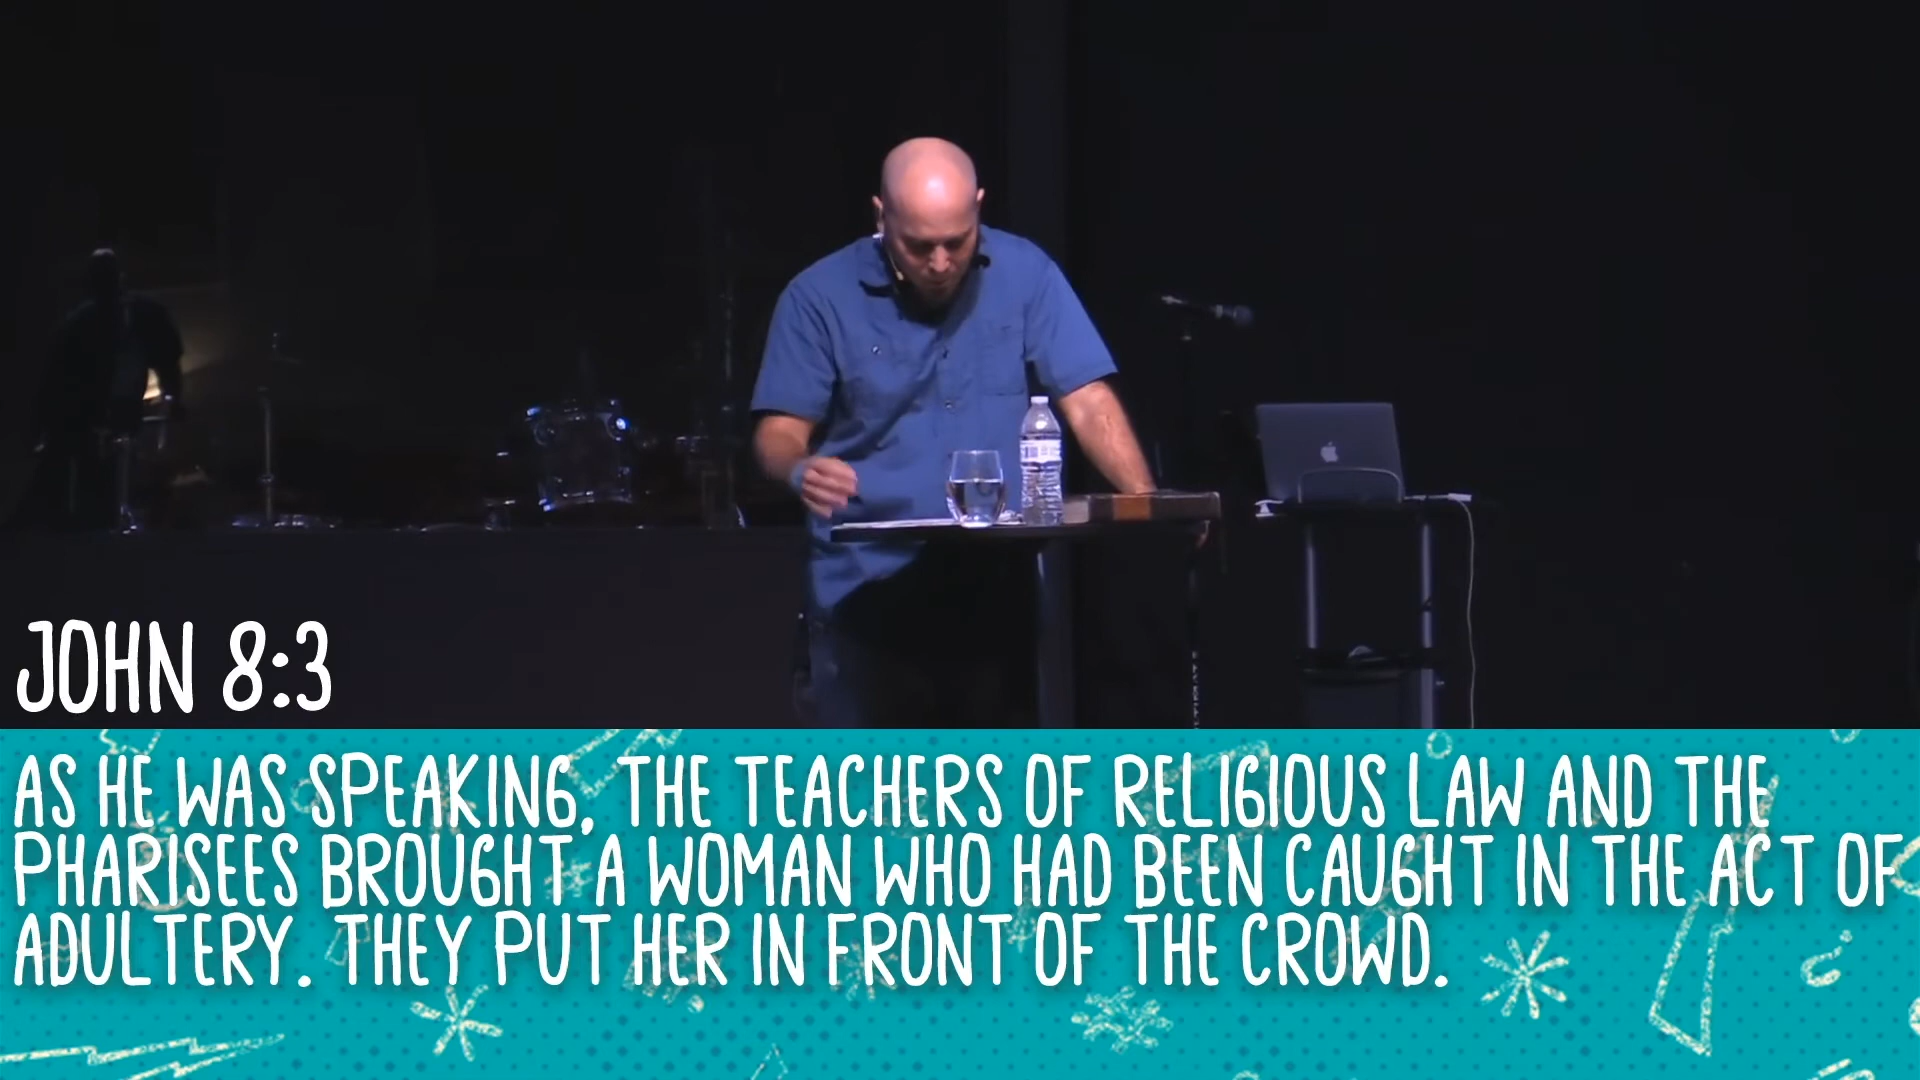 JOHN 8:3
AS HE WAS SPEAKING, THE TEACHERS OF RELIGIOUS LAW AND THE
PHARISEES BROUGHT A WOMAN WHO HAD BEEN CAUGHT IN THE ACT OF
ADULTERY. THEY PUT HER IN FRONT OF THE CROWD.